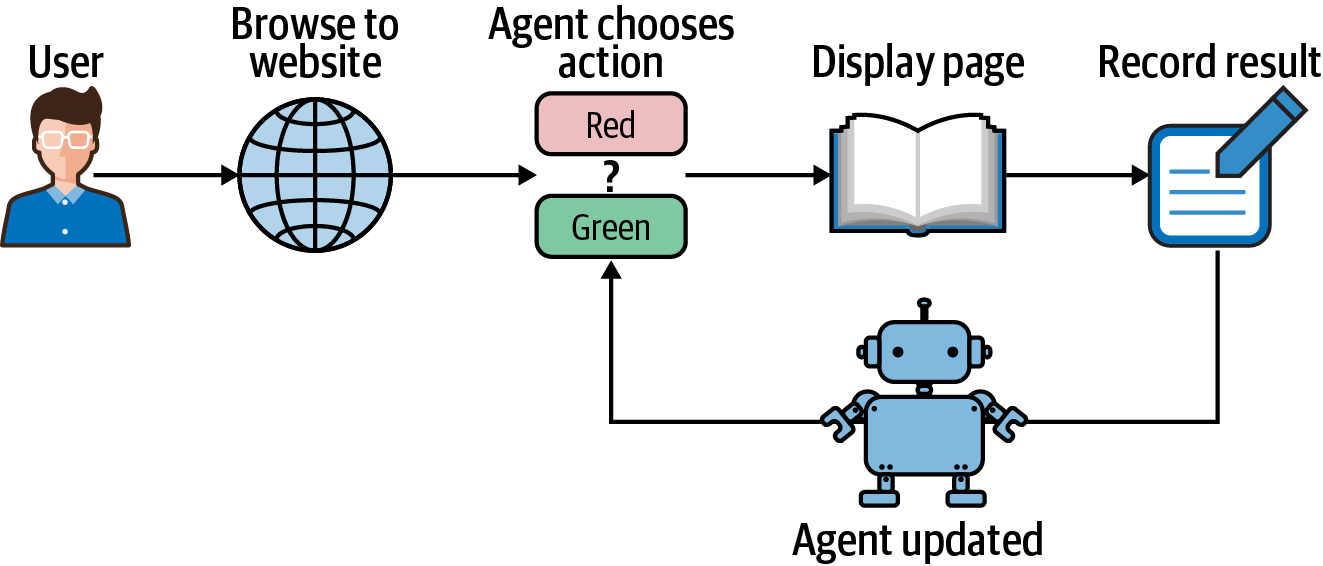 User
Browse to
website
Agent chooses
action
Red
?
Green
Display page
Record result
Agent updated